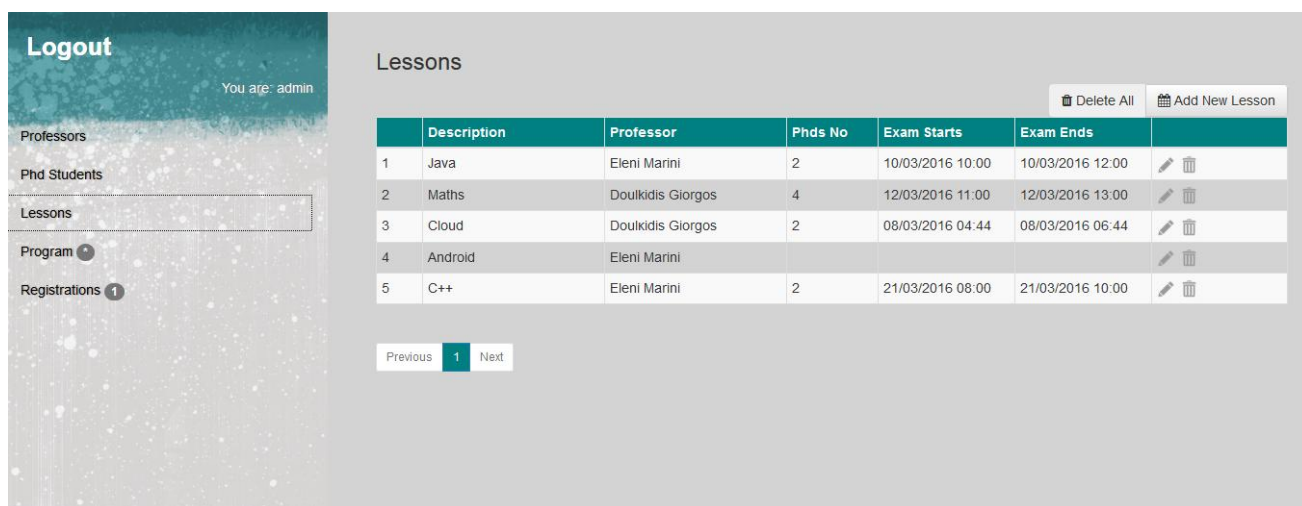 Logout
You are: admin
Professors
Phd Students
Lessons
Program *
Registrations 1
Lessons
Delete All Add New Lesson
Description Professor Phds No Exam Starts Exam Ends
1 Java Eleni Marini 2 10/03/2016 10:00 10/03/2016 12:00
2 Maths Doulkidis Giorgos 4 12/03/2016 11:00 12/03/2016 13:00
3 Cloud Doulkidis Giorgos 2 08/03/2016 04:44 08/03/2016 06:44
4 Android Eleni Marini
5 C++ Eleni Marini 2 21/03/2016 08:00 21/03/2016 10:00
Previous 1 Next